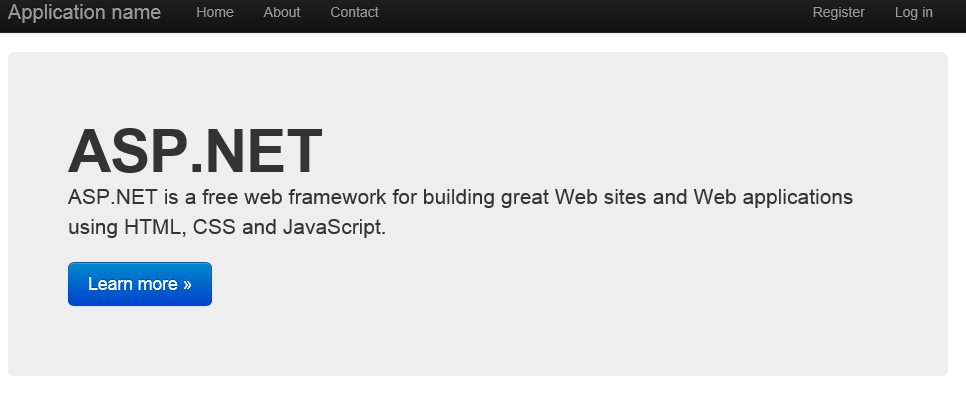 Application name Home About Contact Register Log in
ASP.NET
ASP.NET is a free web framework for building great Web sites and Web applications
using HTML, CSS and JavaScript.
Learn more »